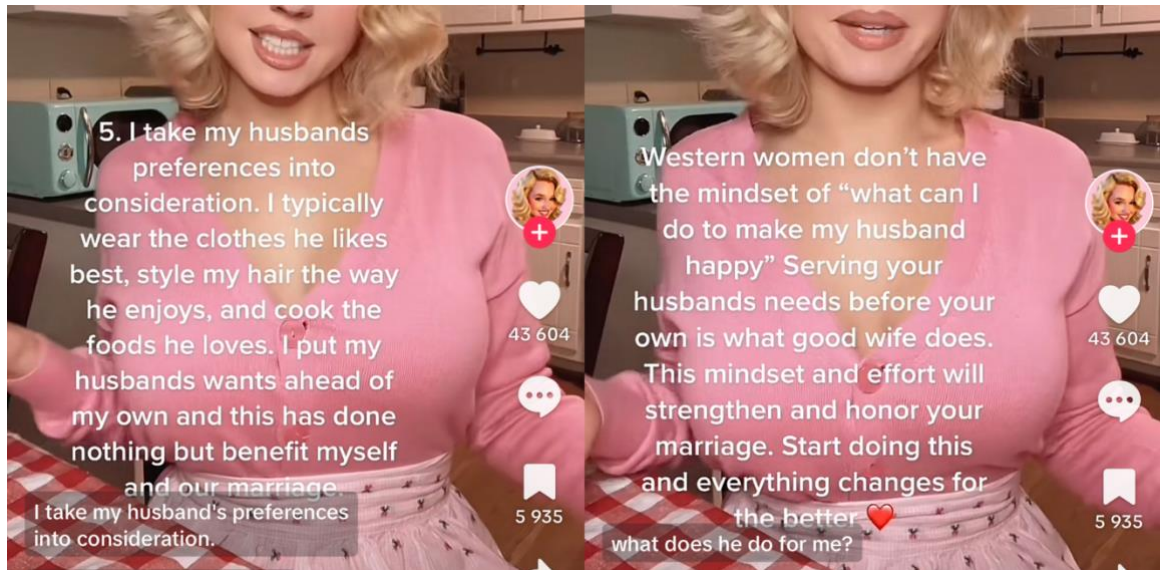 5. I take my husbands
preferences into
consideration. I typically
wear the clothes he likes
best, style my hair the way
he enjoys, and cook the
foods he loves. I put my
husbands wants ahead of
my own and this has done
nothing but benefit myself
and our marriage.
I take my husband's preferences
into consideration.
43 604
5 935
Western women don't have
the mindset of "what can I
do to make my husband
happy" Serving your
husbands needs before your
own is what good wife does.
This mindset and effort will
strengthen and honor your
marriage. Start doing this
and everything changes for
the better ❤️
what does he do for me?
43 604
5 935